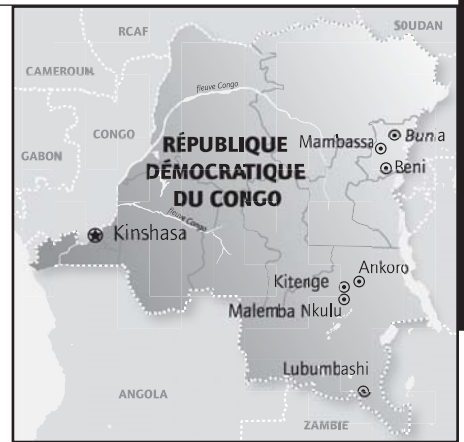 RCAF
SOUDAN
CAMEROUN
fleuve Congo
CONGO
GABON
RÉPUBLIQUE
DÉMOCRATIQUE
DU CONGO
Mambassa
Bunia
Beni
fleuve Congo
Kinshasa
Kitenge
Ankoro
Malemba Nkulu
Lubumbashi
ANGOLA
ZAMBIE